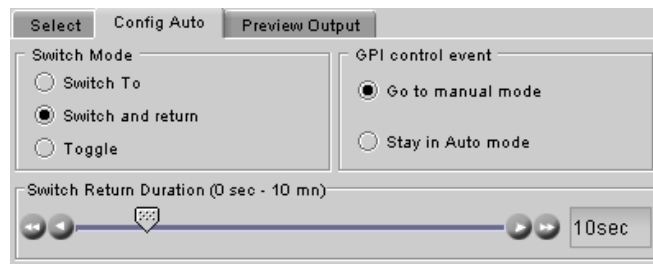 Select Config Auto Preview Output
Switch Mode
Switch To
Switch and return
Toggle
GPI control event
Go to manual mode
Stay in Auto mode
Switch Return Duration (0 sec - 10 mn)
10sec